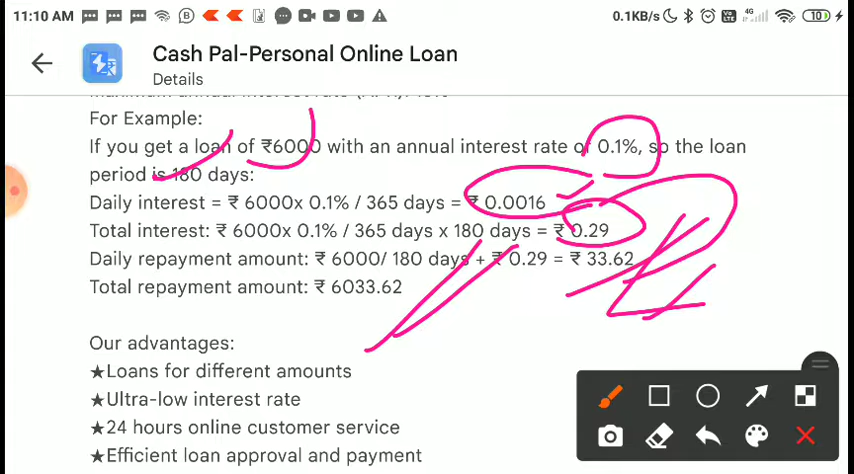 11:10 AM
0.1KB/s
4G
10
Cash Pal-Personal Online Loan
Details
For Example:
If you get a loan of ₹6000 with an annual interest rate of 0.1%, so the loan
period is 180 days:
Daily interest = ₹ 6000x 0.1% / 365 days = ₹ 0.0016
Total interest: ₹ 6000x 0.1% / 365 days x 180 days = ₹ 0.29
Daily repayment amount: ₹ 6000/ 180 days + ₹ 0.29 = ₹ 33.62
Total repayment amount: ₹ 6033.62
Our advantages:
★Loans for different amounts
★Ultra-low interest rate
★24 hours online customer service
★Efficient loan approval and payment